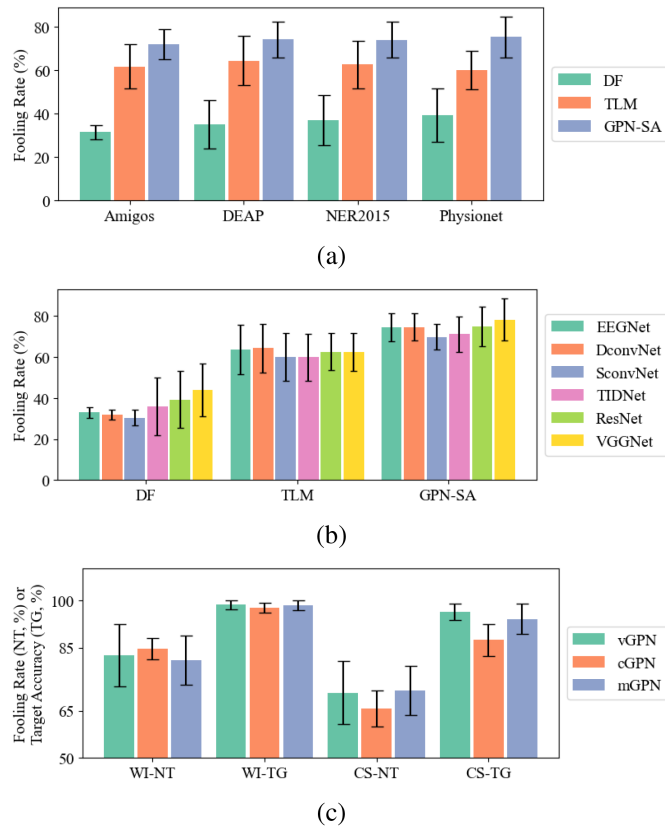 Fooling Rate (%)
80
60
40
20
0
Amigos
DEAP
NER2015
Physionet
DF
TLM
GPN-SA
(a)
Fooling Rate (%)
80
60
40
20
0
DF
TLM
GPN-SA
EEGNet
DconvNet
SconvNet
TIDNet
ResNet
VGGNet
(b)
Fooling Rate (NT, %) or
Target Accuracy (TG, %)
100
85
65
50
WI-NT
WI-TG
CS-NT
CS-TG
vGPN
cGPN
mGPN
(c)